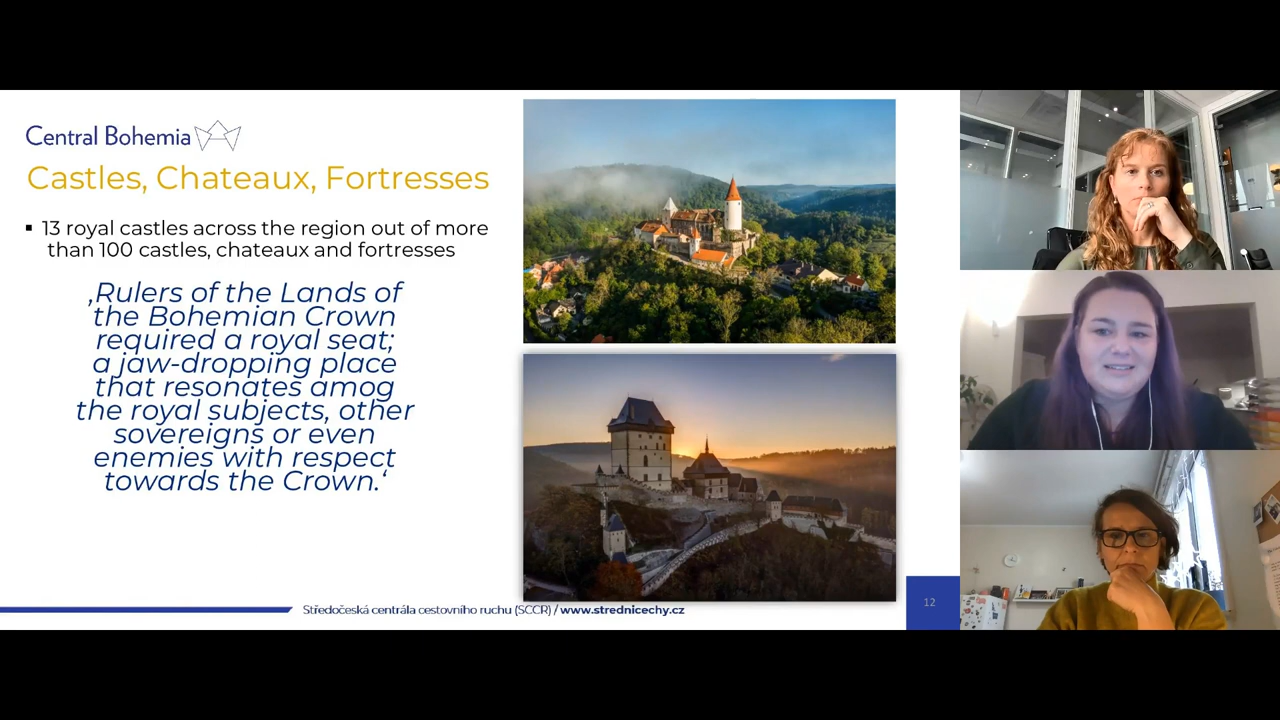 Central Bohemia
Castles, Chateaux, Fortresses
▪ 13 royal castles across the region out of more
than 100 castles, chateaux and fortresses
‚Rulers of the Lands of
the Bohemian Crown
required a royal seat;
a jaw-dropping place
that resonates amog
the royal subjects, other
sovereigns or even
enemies with respect
towards the Crown.‘
Středočeská centrála cestovního ruchu (SCCR) / www.strednicechy.cz
12